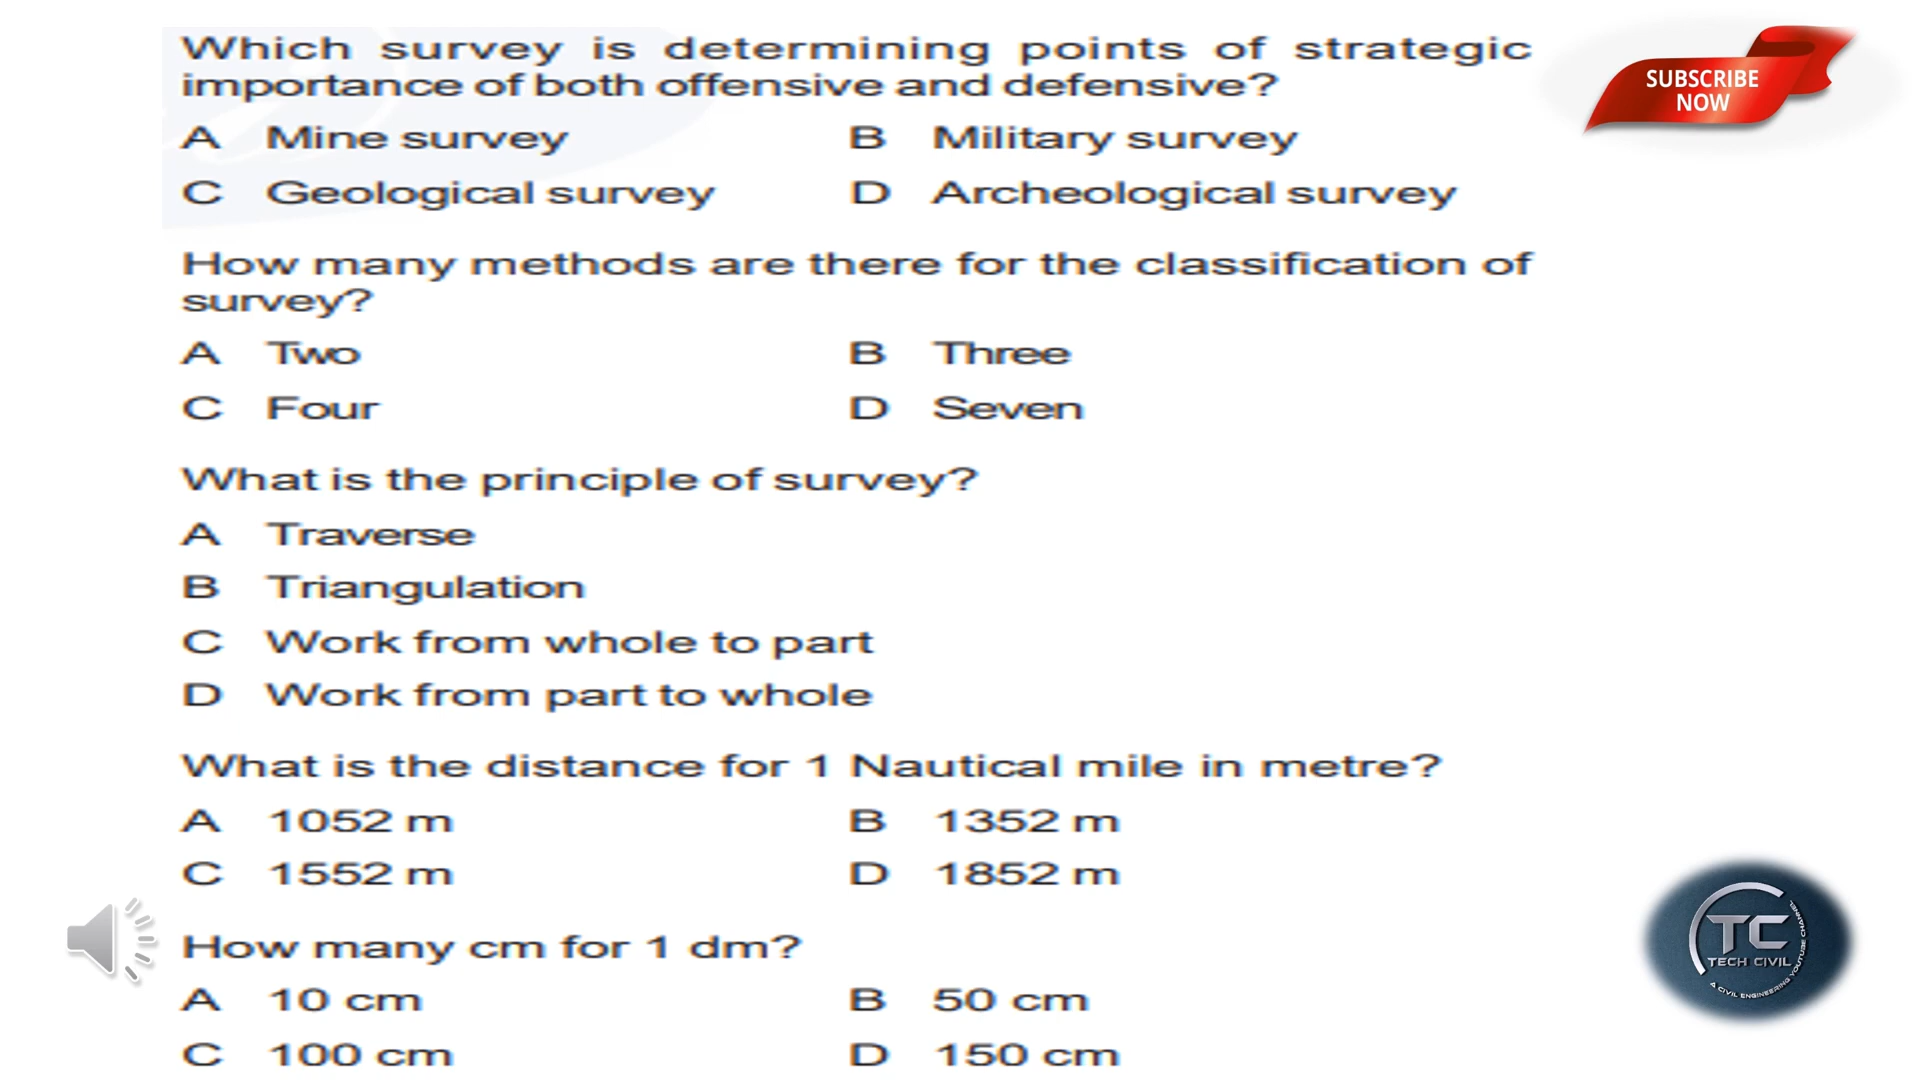 Which survey is determining points of strategic
importance of both offensive and defensive?
A Mine survey B Military survey
C Geological survey D Archeological survey
How many methods are there for the classification of
survey?
A Two B Three
C Four D Seven
What is the principle of survey?
A Traverse
B Triangulation
C Work from whole to part
D Work from part to whole
What is the distance for 1 Nautical mile in metre?
A 1052 m B 1352 m
C 1552 m D 1852 m
How many cm for 1 dm?
A 10 cm B 50 cm
C 100 cm D 150 cm
SUBSCRIBE
NOW
TC
TECH CIVIL
A CIVIL ENGINEERING YOUTUBE CHANNEL